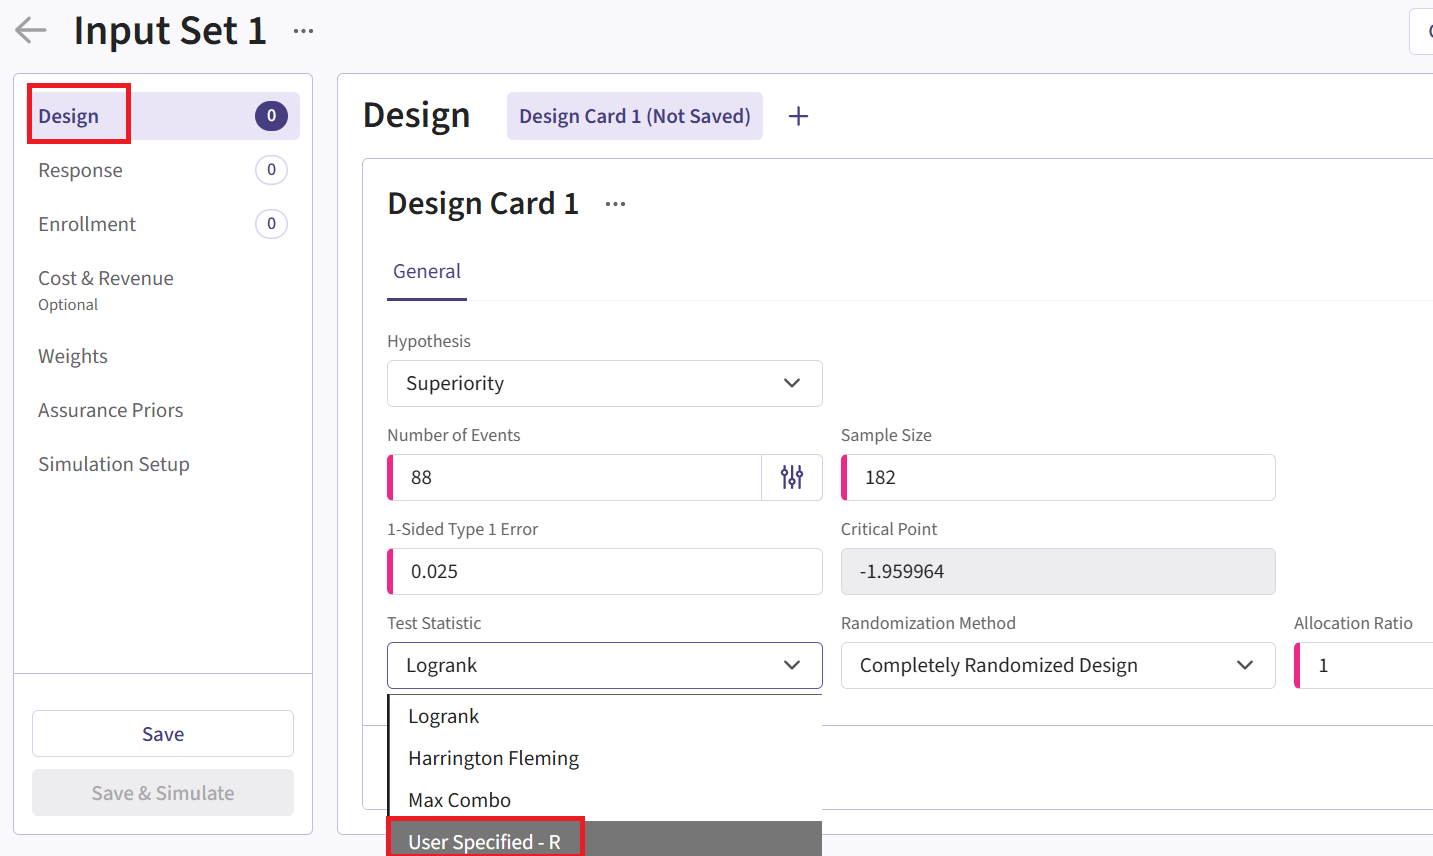 Input Set 1 ...
Design 0
Response 0
Enrollment 0
Cost & Revenue
Optional
Weights
Assurance Priors
Simulation Setup
Save
Save & Simulate
Design Design Card 1 (Not Saved) +
Design Card 1 ...
General
Hypothesis
Superiority
Number of Events Sample Size
88 182
1-Sided Type 1 Error Critical Point
0.025 -1.959964
Test Statistic Randomization Method Allocation Ratio
Logrank Completely Randomized Design 1
Logrank
Harrington Fleming
Max Combo
User Specified - R